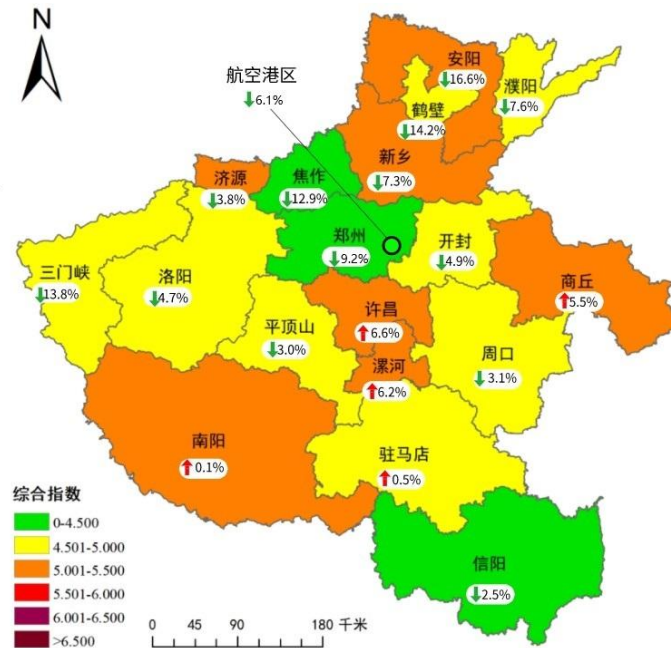 N
安阳
16.6%
濮阳
7.6%
航空港区
6.1%
鹤壁
14.2%
新乡
7.3%
济源
3.8%
焦作
12.9%
郑州
9.2%
开封
4.9%
三门峡
13.8%
洛阳
4.7%
商丘
5.5%
许昌
6.6%
平顶山
3.0%
周口
3.1%
漯河
6.2%
南阳
0.1%
驻马店
0.5%
信阳
2.5%
综合指数
0-4.500
4.501-5.000
5.001-5.500
5.501-6.000
6.001-6.500
>6.500
0 45 90 180 千米